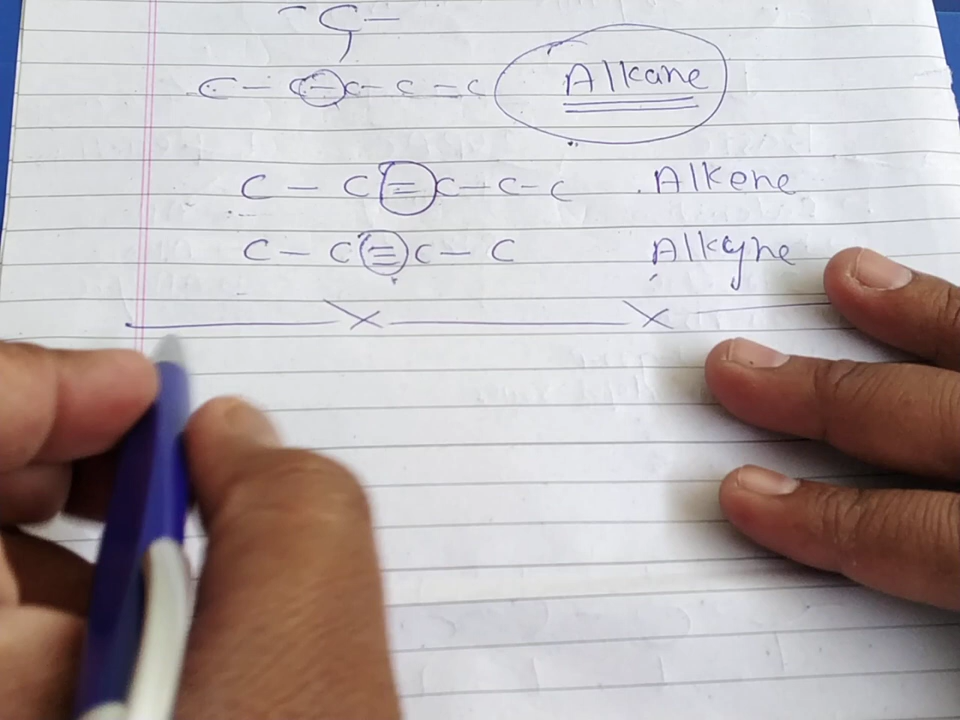 - C -
C - C - C - C - C Alkane
C - C = C - C - C Alkene
C - C ≡ C - C Alkyne